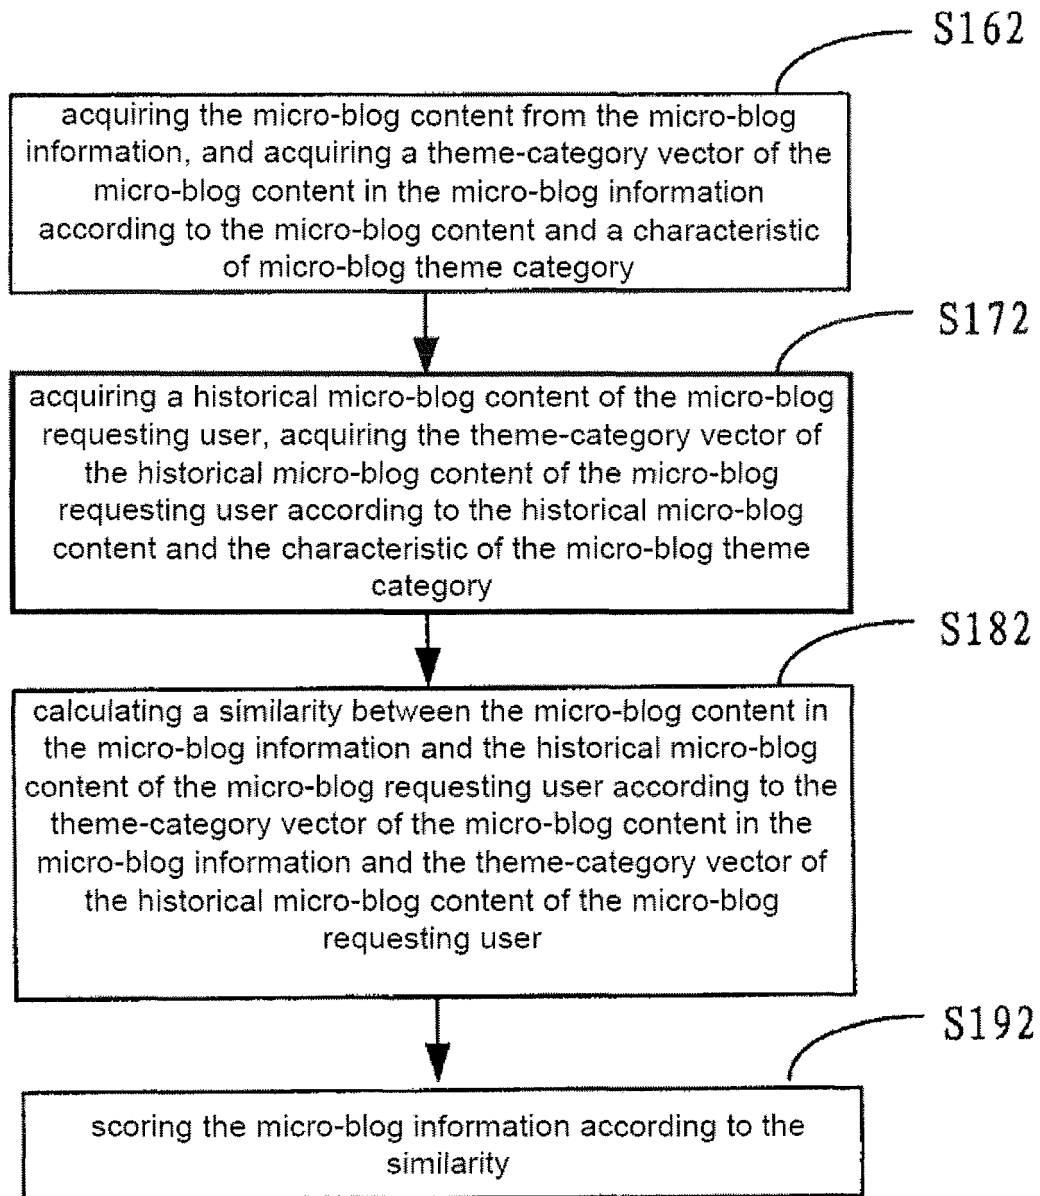 S162
acquiring the micro-blog content from the micro-blog
information, and acquiring a theme-category vector of the
micro-blog content in the micro-blog information
according to the micro-blog content and a characteristic
of micro-blog theme category
S172
acquiring a historical micro-blog content of the micro-blog
requesting user, acquiring the theme-category vector of
the historical micro-blog content of the micro-blog
requesting user according to the historical micro-blog
content and the characteristic of the micro-blog theme
category
S182
calculating a similarity between the micro-blog content in
the micro-blog information and the historical micro-blog
content of the micro-blog requesting user according to the
theme-category vector of the micro-blog content in the
micro-blog information and the theme-category vector of
the historical micro-blog content of the micro-blog
requesting user
S192
scoring the micro-blog information according to the
similarity